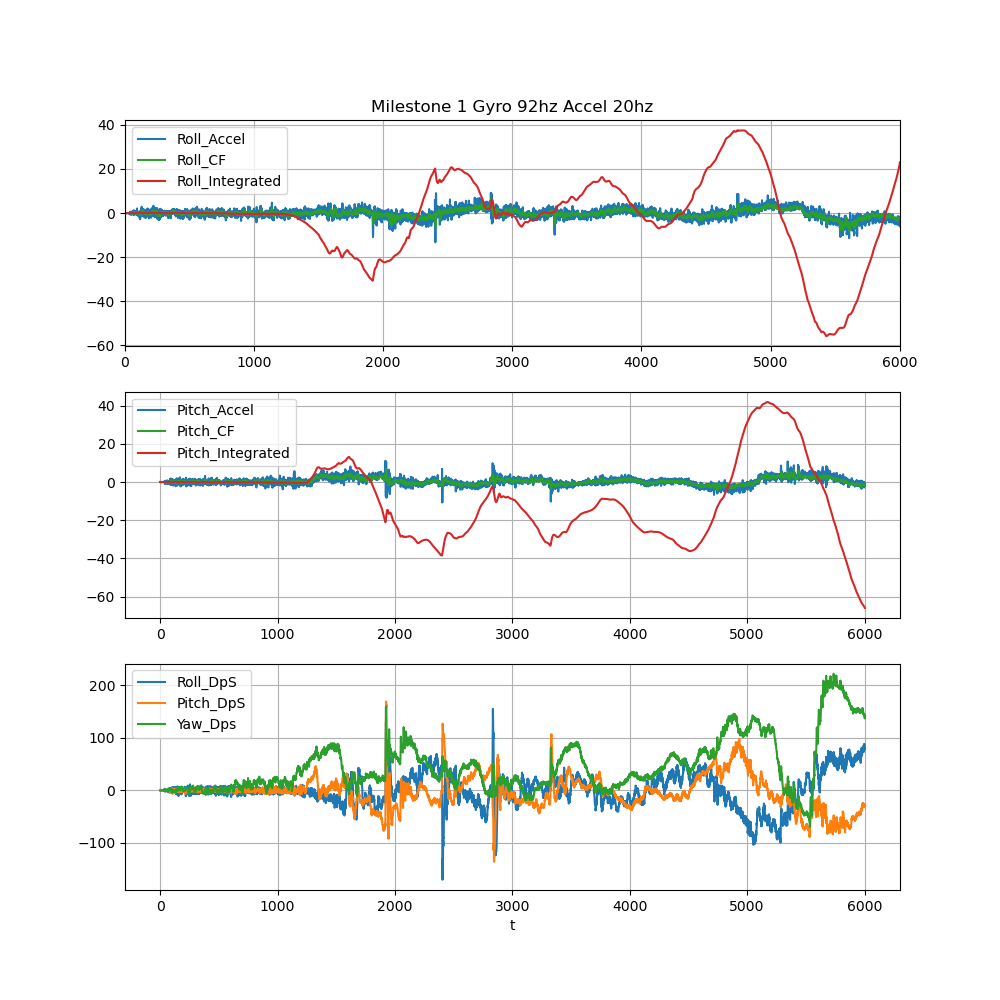 Milestone 1 Gyro 92hz Accel 20hz
40
20
0
−20
−40
−60
Roll_Accel
Roll_CF
Roll_Integrated
0 1000 2000 3000 4000 5000 6000
40
20
0
−20
−40
−60
Pitch_Accel
Pitch_CF
Pitch_Integrated
0 1000 2000 3000 4000 5000 6000
200
100
0
−100
Roll_DpS
Pitch_DpS
Yaw_Dps
0 1000 2000 3000 4000 5000 6000
t